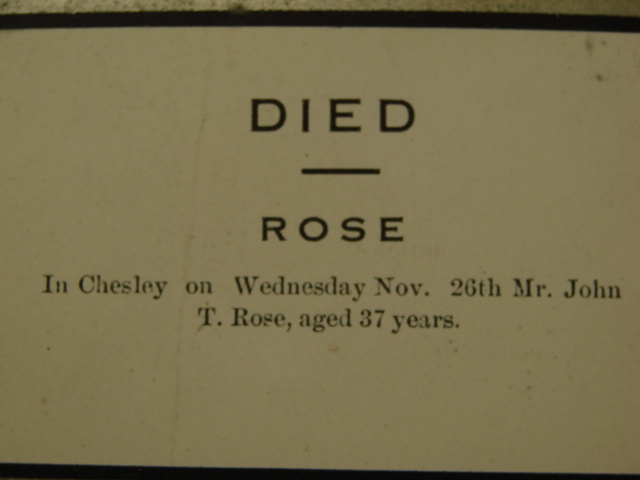 DIED
ROSE
In Chesley on Wednesday Nov. 26th Mr. John
T. Rose, aged 37 years.